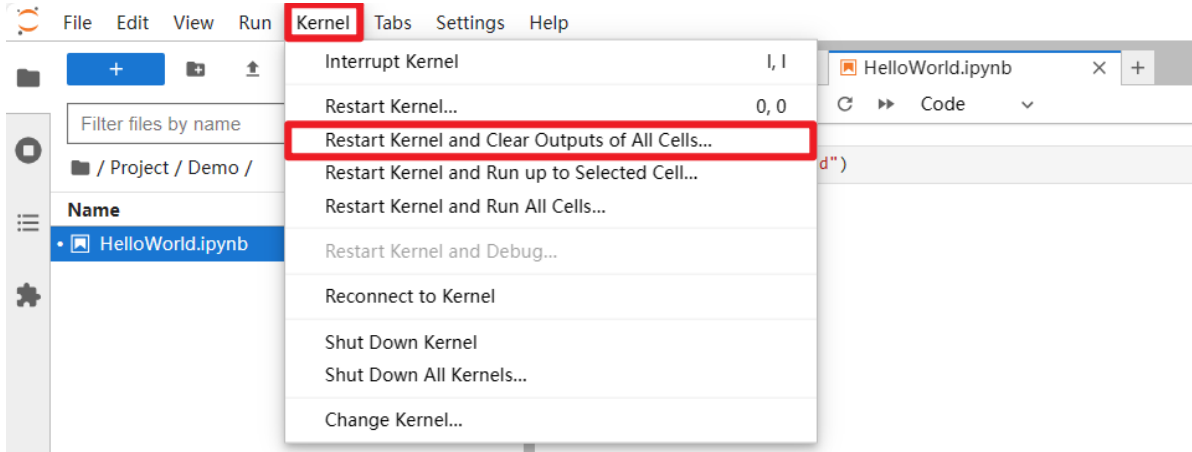 File Edit View Run Kernel Tabs Settings Help
+
Filter files by name
/ Project / Demo /
Name
HelloWorld.ipynb
Interrupt Kernel I, I
Restart Kernel... 0, 0
Restart Kernel and Clear Outputs of All Cells...
Restart Kernel and Run up to Selected Cell...
Restart Kernel and Run All Cells...
Restart Kernel and Debug...
Reconnect to Kernel
Shut Down Kernel
Shut Down All Kernels...
Change Kernel...
HelloWorld.ipynb × +
Code
d")